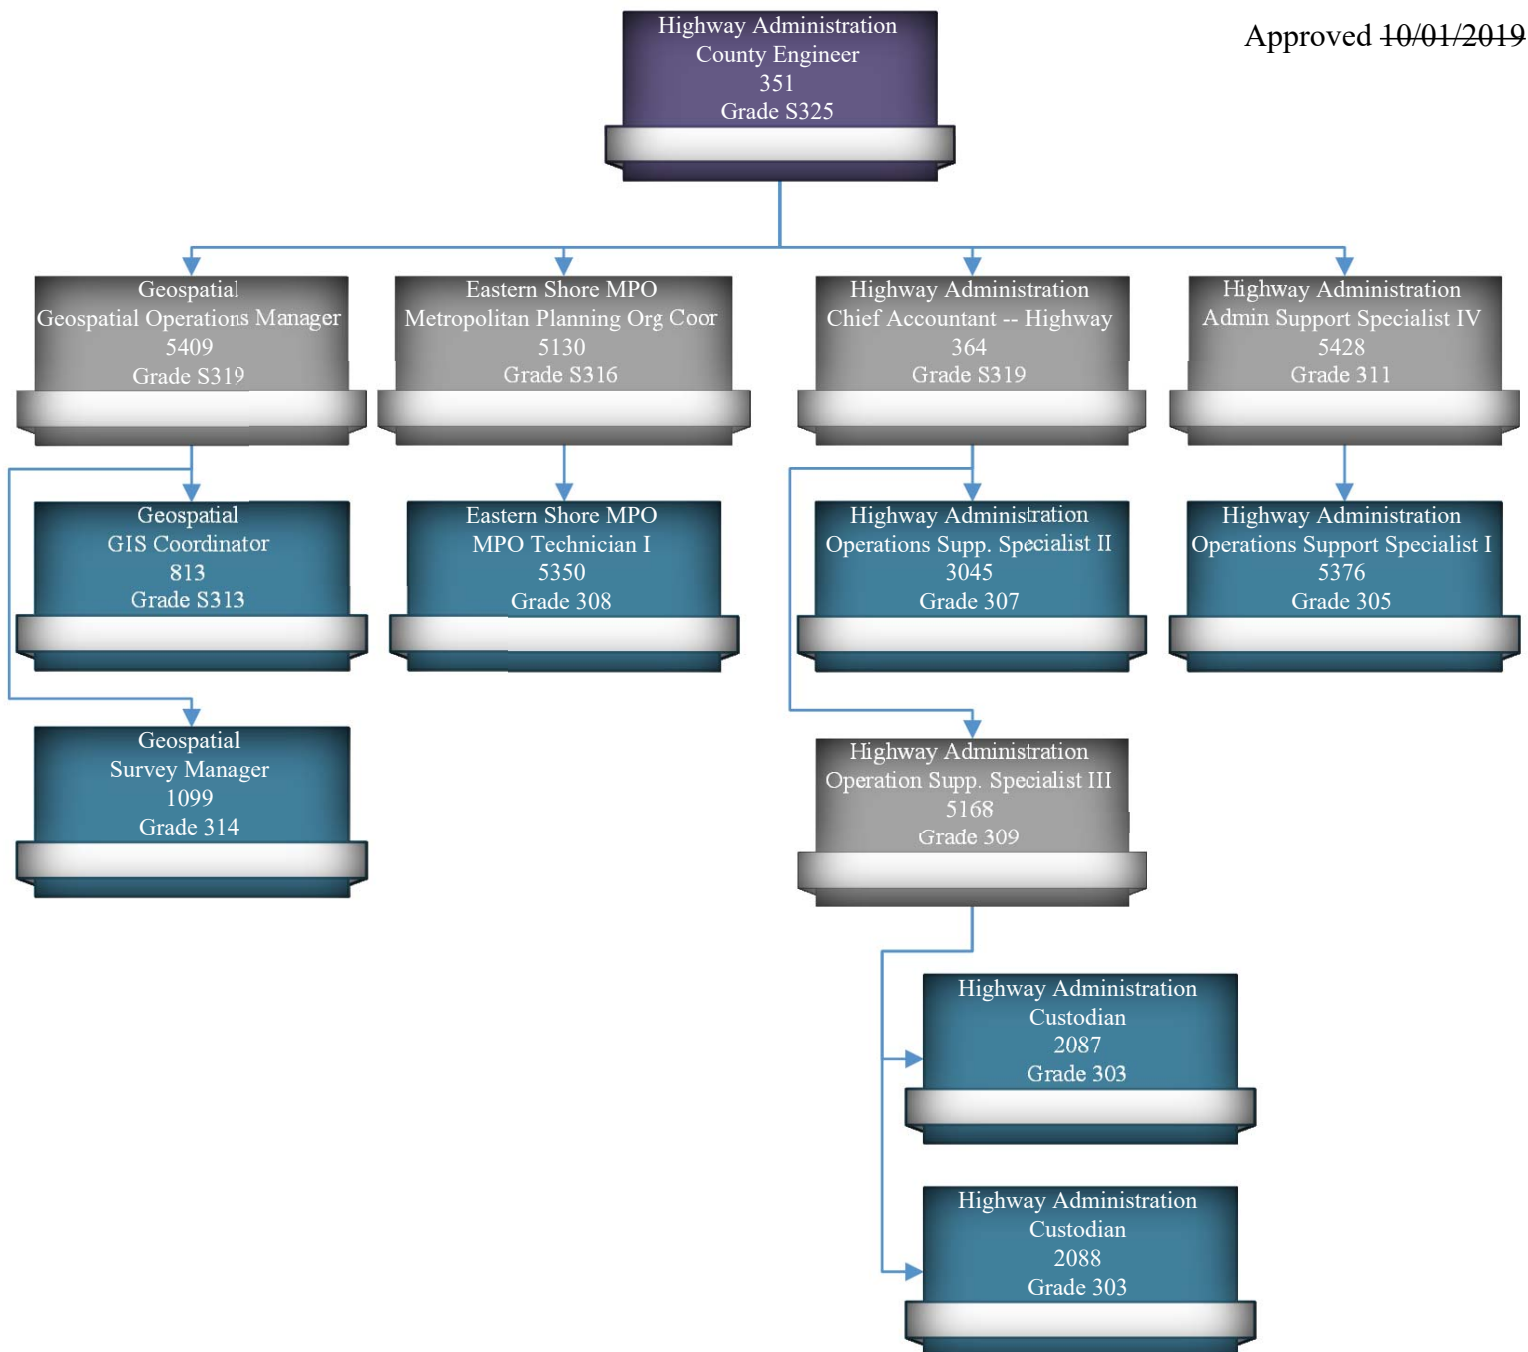 Highway Administration
County Engineer
351
Grade S325
Approved 10/01/2019
Geospatial
Geospatial Operations Manager
5409
Grade S319
Eastern Shore MPO
Metropolitan Planning Org Coor
5130
Grade S316
Highway Administration
Chief Accountant -- Highway
364
Grade S319
Highway Administration
Admin Support Specialist IV
5428
Grade 311
Geospatial
GIS Coordinator
813
Grade S313
Eastern Shore MPO
MPO Technician I
5350
Grade 308
Highway Administration
Operations Supp. Specialist II
3045
Grade 307
Highway Administration
Operations Support Specialist I
5376
Grade 305
Geospatial
Survey Manager
1099
Grade 314
Highway Administration
Operation Supp. Specialist III
5168
Grade 309
Highway Administration
Custodian
2087
Grade 303
Highway Administration
Custodian
2088
Grade 303